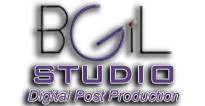 BGiL
STUDIO
Digital Post Production